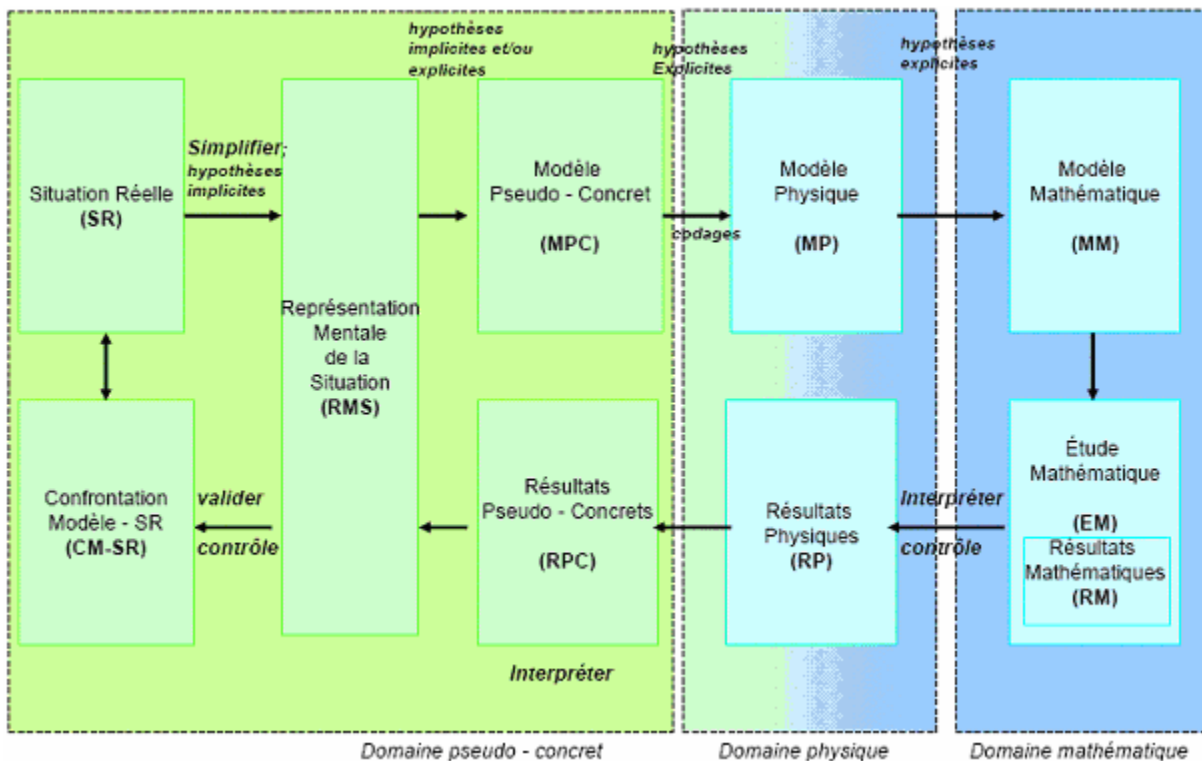 hypothèses
implicites et/ou
explicites
hypothèses
Explicites
hypothèses
explicites
Situation Réelle
(SR)
Simplifier;
hypothèses
implicites
Représentation
Mentale
de la
Situation
(RMS)
Modèle
Pseudo - Concret
(MPC)
codages
Modèle
Physique
(MP)
Modèle
Mathématique
(MM)
Confrontation
Modèle - SR
(CM-SR)
valider
contrôle
Résultats
Pseudo - Concrets
(RPC)
Interpréter
Résultats
Physiques
(RP)
Interpréter
contrôle
Étude
Mathématique
(EM)
Résultats
Mathématiques
(RM)
Domaine pseudo - concret
Domaine physique
Domaine mathématique